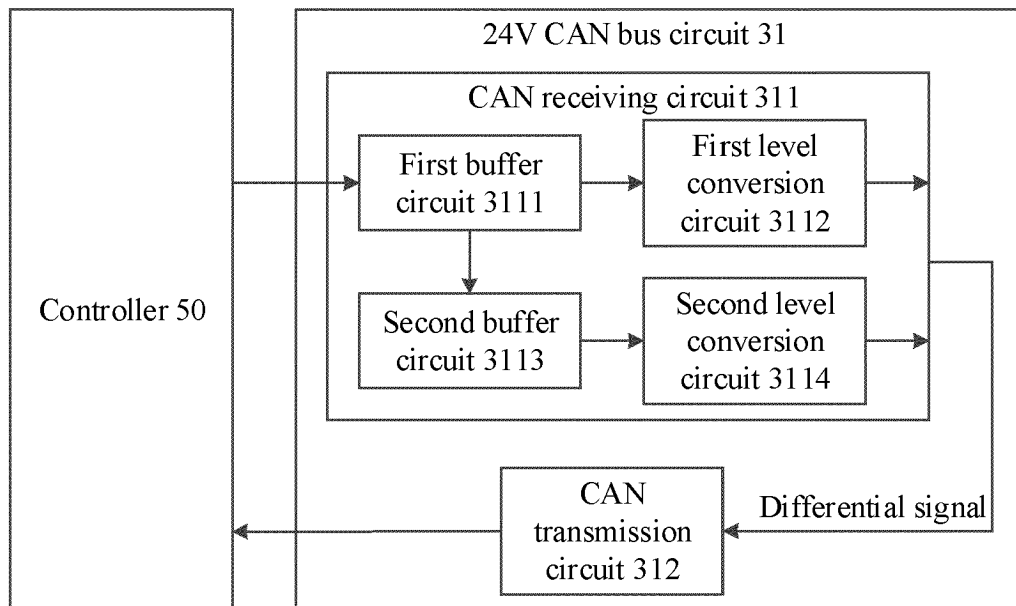 24V CAN bus circuit 31
CAN receiving circuit 311
First buffer
circuit 3111
First level
conversion
circuit 3112
Controller 50
Second buffer
circuit 3113
Second level
conversion
circuit 3114
CAN
transmission
circuit 312
Differential signal